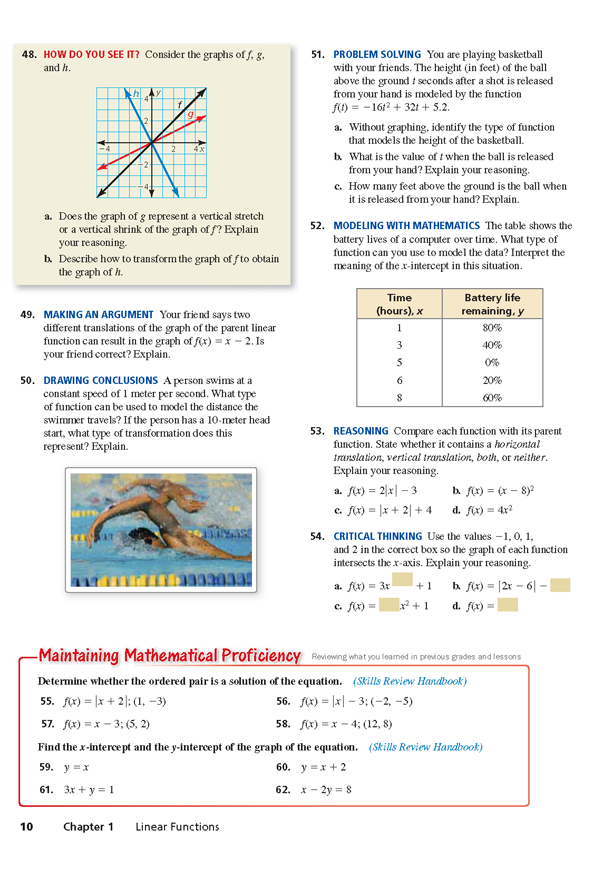 48. HOW DO YOU SEE IT? Consider the graphs of f, g,
and h.
h 4 y
f
g
2
−4 2 4 x
−2
−4
a. Does the graph of g represent a vertical stretch
or a vertical shrink of the graph of f? Explain
your reasoning.
b. Describe how to transform the graph of f to obtain
the graph of h.
49. MAKING AN ARGUMENT Your friend says two
different translations of the graph of the parent linear
function can result in the graph of f(x) = x − 2. Is
your friend correct? Explain.
50. DRAWING CONCLUSIONS A person swims at a
constant speed of 1 meter per second. What type
of function can be used to model the distance the
swimmer travels? If the person has a 10-meter head
start, what type of transformation does this
represent? Explain.
51. PROBLEM SOLVING You are playing basketball
with your friends. The height (in feet) of the ball
above the ground t seconds after a shot is released
from your hand is modeled by the function
f(t) = −16t² + 32t + 5.2.
a. Without graphing, identify the type of function
that models the height of the basketball.
b. What is the value of t when the ball is released
from your hand? Explain your reasoning.
c. How many feet above the ground is the ball when
it is released from your hand? Explain.
52. MODELING WITH MATHEMATICS The table shows the
battery lives of a computer over time. What type of
function can you use to model the data? Interpret the
meaning of the x-intercept in this situation.
Time (hours), x Battery life remaining, y
1 80%
3 40%
5 0%
6 20%
8 60%
53. REASONING Compare each function with its parent
function. State whether it contains a horizontal
translation, vertical translation, both, or neither.
Explain your reasoning.
a. f(x) = 2|x| − 3 b. f(x) = (x − 8)²
c. f(x) = |x + 2| + 4 d. f(x) = 4x²
54. CRITICAL THINKING Use the values −1, 0, 1,
and 2 in the correct box so the graph of each function
intersects the x-axis. Explain your reasoning.
a. f(x) = 3x + 1 b. f(x) = |2x − 6| −
c. f(x) = x² + 1 d. f(x) =
Maintaining Mathematical Proficiency Reviewing what you learned in previous grades and lessons
Determine whether the ordered pair is a solution of the equation. (Skills Review Handbook)
55. f(x) = |x + 2|; (1, −3) 56. f(x) = |x| − 3; (−2, −5)
57. f(x) = x − 3; (5, 2) 58. f(x) = x − 4; (12, 8)
Find the x-intercept and the y-intercept of the graph of the equation. (Skills Review Handbook)
59. y = x 60. y = x + 2
61. 3x + y = 1 62. x − 2y = 8
10 Chapter 1 Linear Functions